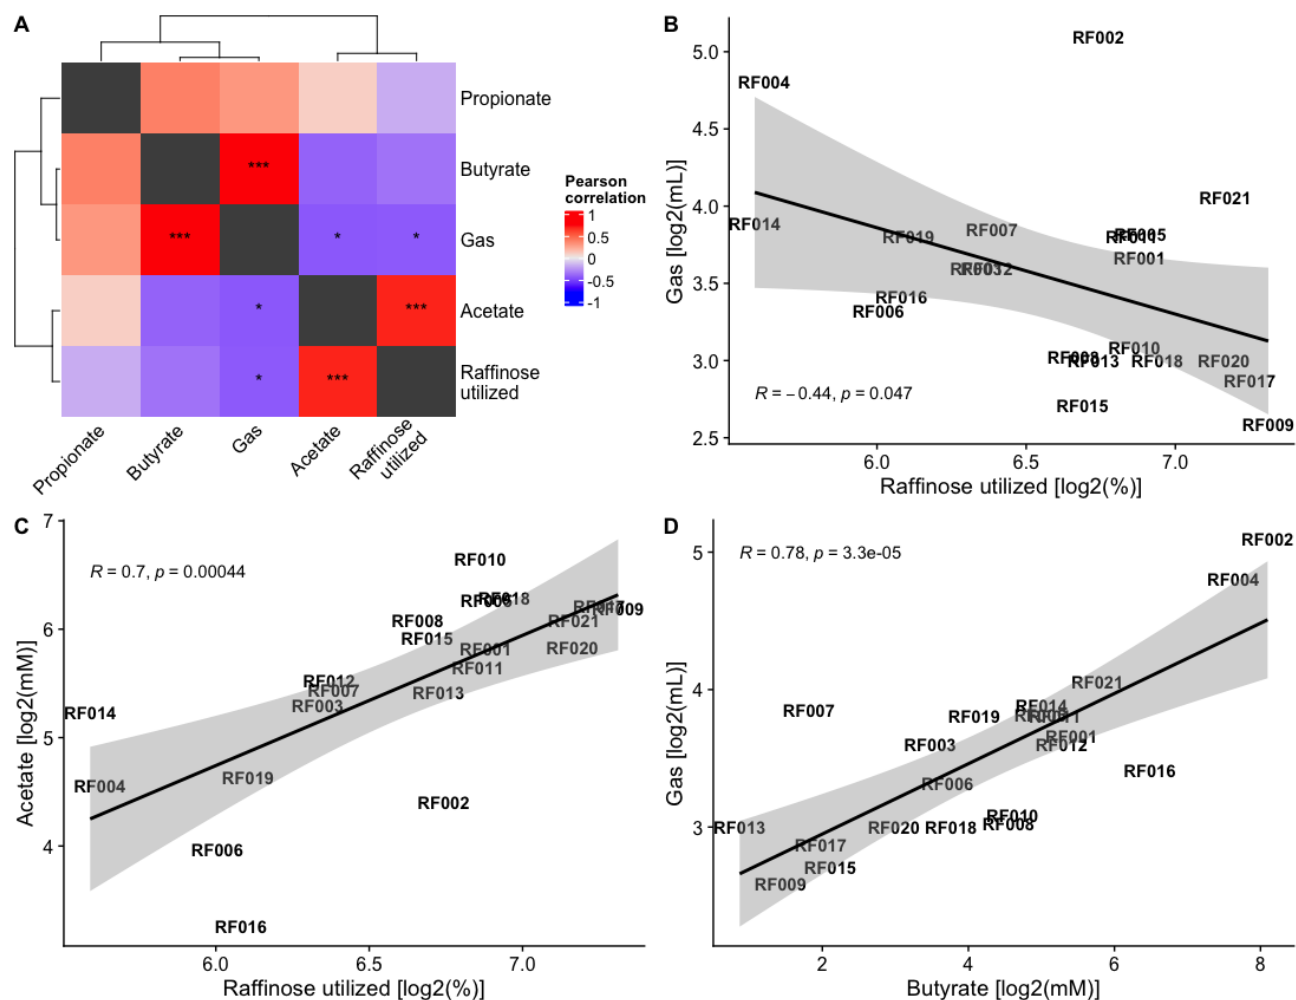 A
Propionate
Butyrate
***
Gas
***
*
*
Acetate
*
***
Raffinose
utilized
*
***
Propionate
Butyrate
Gas
Acetate
Raffinose
utilized
Pearson
correlation
1
0.5
0
-0.5
-1
B
Gas [log2(mL)]
5.0
4.5
4.0
3.5
3.0
2.5
RF002
RF004
RF021
RF014
RF019
RF007
RF005
RF001
RF016
RF006
RF010
RF013
RF018
RF020
RF017
RF015
RF009
R = − 0.44, p = 0.047
6.0
6.5
7.0
Raffinose utilized [log2(%)]
C
Acetate [log2(mM)]
7
6
5
4
R = 0.7, p = 0.00044
RF010
RF018
RF009
RF008
RF021
RF015
RF001
RF020
RF011
RF012
RF007
RF013
RF003
RF014
RF019
RF004
RF002
RF006
RF016
6.0
6.5
7.0
Raffinose utilized [log2(%)]
D
Gas [log2(mL)]
5
4
3
R = 0.78, p = 3.3e-05
RF002
RF004
RF021
RF007
RF014
RF019
RF011
RF001
RF003
RF012
RF016
RF006
RF010
RF008
RF013
RF020
RF018
RF017
RF015
RF009
2
4
6
8
Butyrate [log2(mM)]